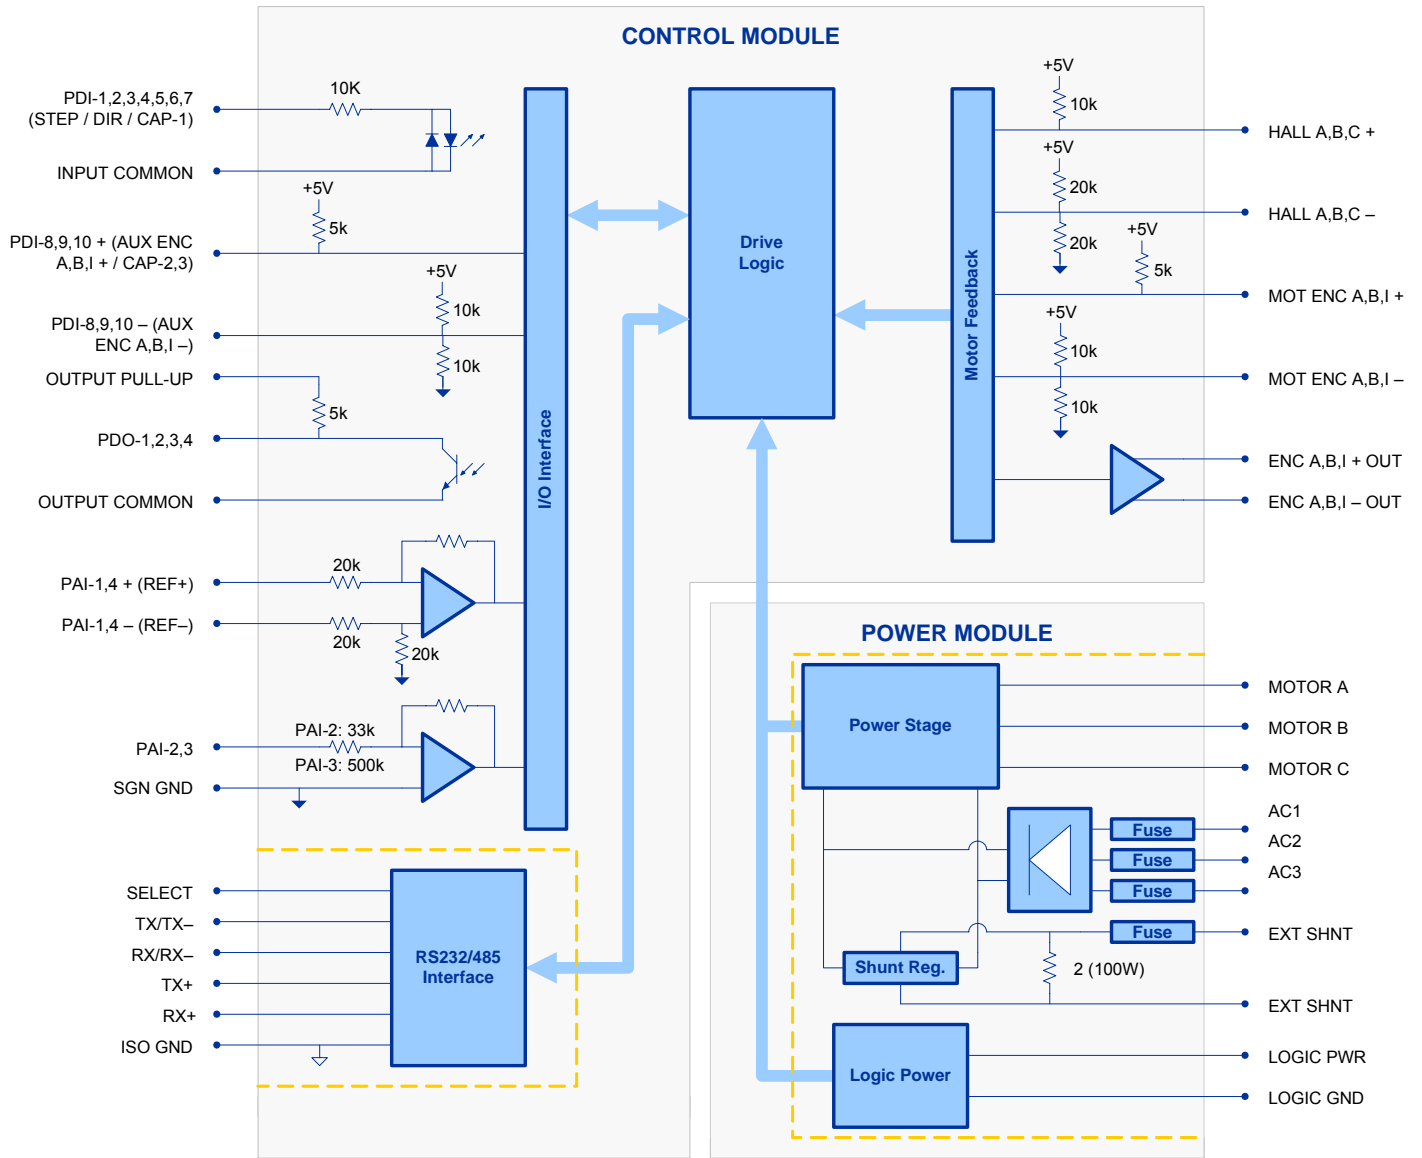 CONTROL MODULE
PDI-1,2,3,4,5,6,7
(STEP / DIR / CAP-1)
10K
INPUT COMMON
+5V
5k
PDI-8,9,10 + (AUX ENC
A,B,I + / CAP-2,3)
+5V
10k
PDI-8,9,10 – (AUX
ENC A,B,I –)
10k
OUTPUT PULL-UP
5k
PDO-1,2,3,4
OUTPUT COMMON
20k
PAI-1,4 + (REF+)
PAI-1,4 – (REF–)
20k
20k
PAI-2: 33k
PAI-2,3
PAI-3: 500k
SGN GND
I/O Interface
Drive
Logic
Motor Feedback
+5V
10k
HALL A,B,C +
+5V
20k
HALL A,B,C –
20k
+5V
5k
MOT ENC A,B,I +
+5V
10k
MOT ENC A,B,I –
10k
ENC A,B,I + OUT
ENC A,B,I – OUT
SELECT
TX/TX–
RX/RX–
TX+
RX+
ISO GND
RS232/485
Interface
POWER MODULE
Power Stage
MOTOR A
MOTOR B
MOTOR C
AC1
Fuse
AC2
Fuse
AC3
Fuse
Fuse
EXT SHNT
Shunt Reg.
2 (100W)
EXT SHNT
Logic Power
LOGIC PWR
LOGIC GND